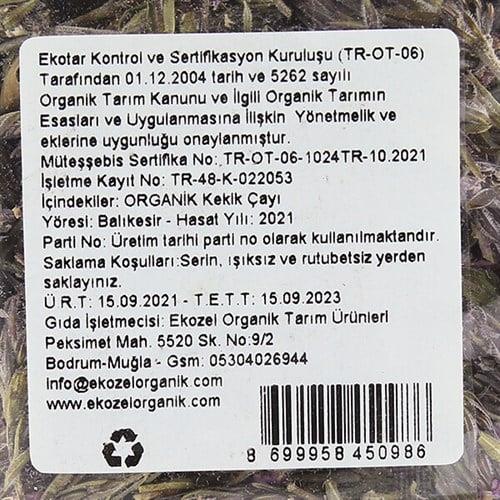 Ekotar Kontrol ve Sertifikasyon Kuruluşu (TR-OT-06)
Tarafından 01.12.2004 tarih ve 5262 sayılı
Organik Tarım Kanunu ve İlgili Organik Tarımın
Esasları ve Uygulanmasına İlişkin Yönetmelik ve
eklerine uygunluğu onaylanmıştur.
Müteşşebis Sertifika No: TR-OT-06-1024TR-10.2021
İşletme Kayıt No: TR-48-K-022053
İçindekiler: ORGANİK Kekik Çayı
Yöresi: Balıkesir - Hasat Yılı: 2021
Parti No: Üretim tarihi parti no olarak kullanılmaktandır.
Saklama Koşulları:Serin, ışıksız ve rutubetsiz yerden
saklayınız.
Ü R.T: 15.09.2021 - T.E.T.T: 15.09.2023
Gıda İşletmecisi: Ekozel Organik Tarım Ürünleri
Peksimet Mah. 5520 Sk. No:9/2
Bodrum-Muğla - Gsm: 05304026944
info@ekozelorganik.com
www.ekozelorganik.com
8 699958 450986